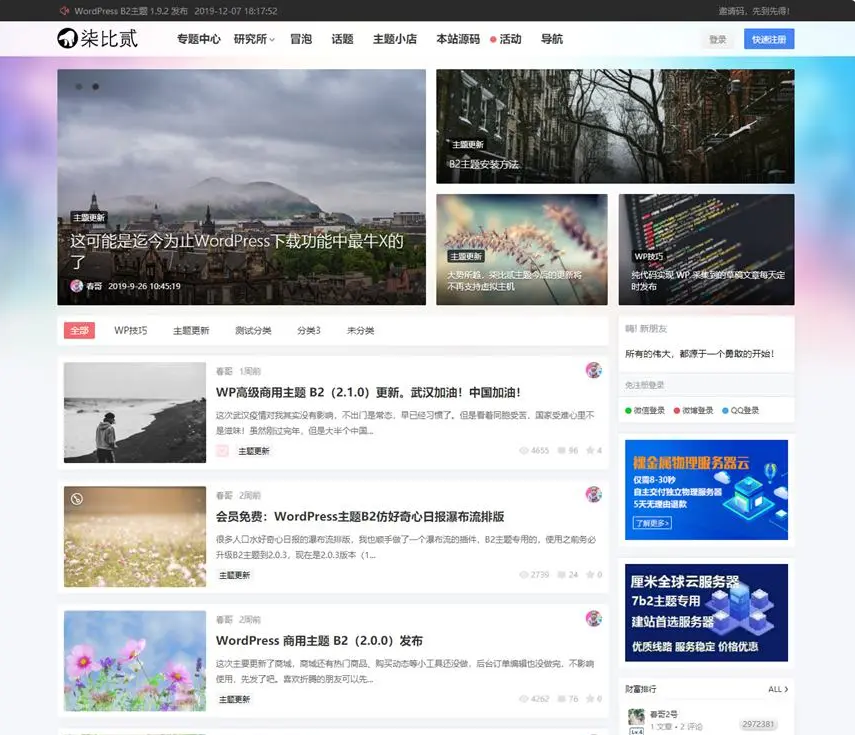 WordPress B2主题 1.9.2 发布 2019-12-07 18:17:52
邀请码，先到先得!
柒比贰
专题中心 研究所 冒泡 话题 主题小店 本站源码 活动 导航
登录 快速注册
主题更新
这可能是迄今为止WordPress下载功能中最牛X的
了
春哥 2019-9-26 10:45:19
主题更新
B2主题安装方法
主题更新
大势所趋，柒比贰主题今后的更新将
不再支持虚拟主机
WP技巧
纯代码实现 WP 采集到的草稿文章每天定
时发布
全部 WP技巧 主题更新 测试分类 分类3 未分类
嗨! 新朋友
所有的伟大，都源于一个勇敢的开始!
免注册登录
微信登录 微博登录 QQ登录
春哥 1周前
WP高级商用主题 B2（2.1.0）更新。武汉加油！中国加油！
这次武汉疫情对我其实没有影响，不出门是常态，早已经习惯了。但是看着同胞受苦，国家受难心里不
是滋味！虽然刚过完年，但是大半个中国...
主题更新
4655 96 4
裸金属物理服务器云
仅需8-30秒
自主交付独立物理服务器
5天无理由退款
了解更多>
春哥 2周前
会员免费：WordPress主题B2仿好奇心日报瀑布流排版
很多人口水好奇心日报的瀑布流排版，我也顺手做了一个瀑布流的插件，B2主题专用的，使用之前务必
升级B2主题到2.0.3，现在是2.0.3版本（1...
主题更新
2739 24 0
厘米全球云服务器
7b2主题专用
建站首选服务器
优质线路 服务稳定 价格优惠
春哥 2周前
WordPress 商用主题 B2（2.0.0）发布
这次主要更新了商城，商城还有热门商品、购买动态等小工具还没做，后台订单编辑也没做完，不影响
使用，先发了吧。喜欢折腾的朋友可以先...
主题更新
4262 76 0
财富排行 ALL
春哥2号
1 文章 • 2 评论
2972381
Lv.4